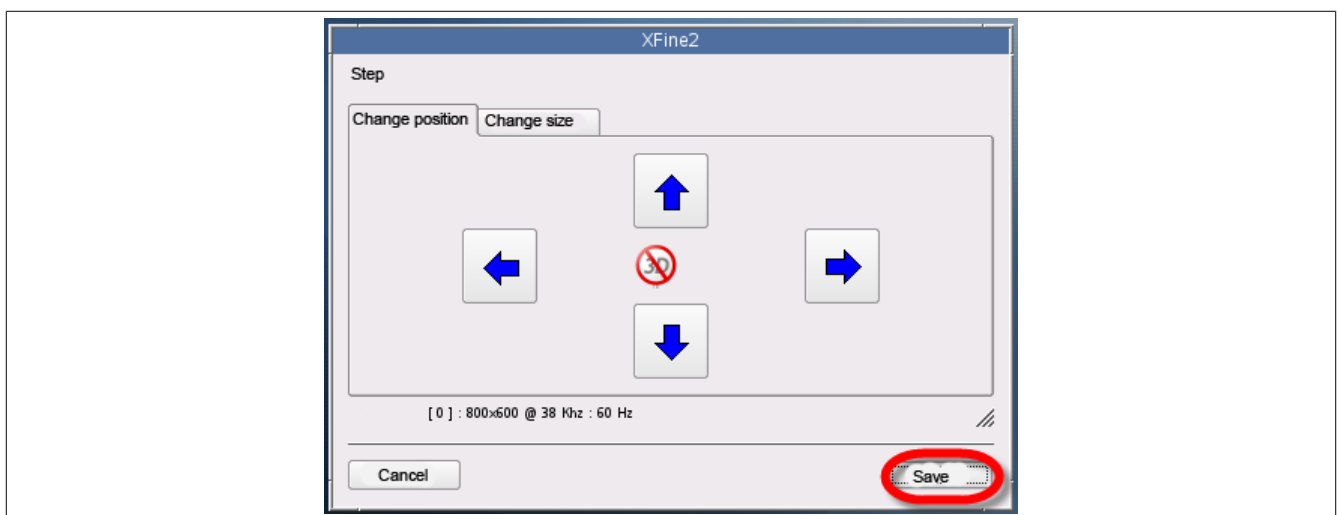 XFine2
Step
Change position Change size
3D
[ 0 ] : 800x600 @ 38 Khz : 60 Hz
Cancel Save